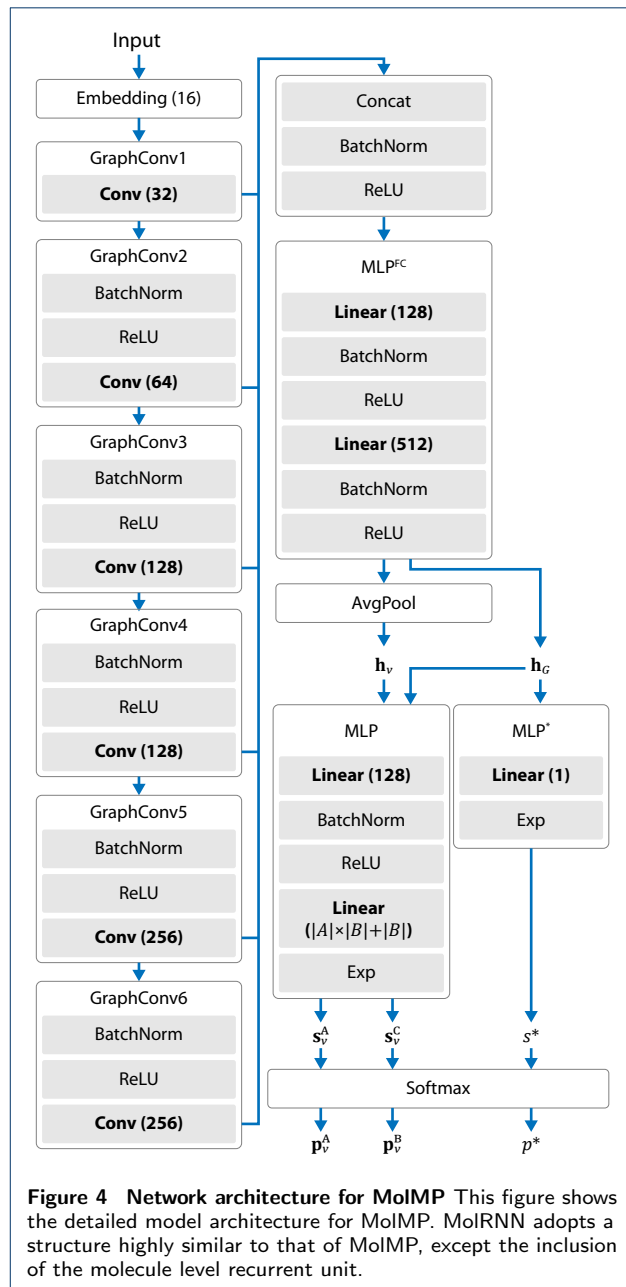 Input
Embedding (16)
GraphConv1
Conv (32)
GraphConv2
BatchNorm
ReLU
Conv (64)
GraphConv3
BatchNorm
ReLU
Conv (128)
GraphConv4
BatchNorm
ReLU
Conv (128)
GraphConv5
BatchNorm
ReLU
Conv (256)
GraphConv6
BatchNorm
ReLU
Conv (256)
Concat
BatchNorm
ReLU
MLP^FC
Linear (128)
BatchNorm
ReLU
Linear (512)
BatchNorm
ReLU
AvgPool
h_v
h_G
MLP
Linear (128)
BatchNorm
ReLU
Linear
(|A|×|B|+|B|)
Exp
MLP*
Linear (1)
Exp
s_v^A s_v^C s*
Softmax
p_v^A p_v^B p*
Figure 4 Network architecture for MolMP This figure shows
the detailed model architecture for MolMP. MolRNN adopts a
structure highly similar to that of MolMP, except the inclusion
of the molecule level recurrent unit.